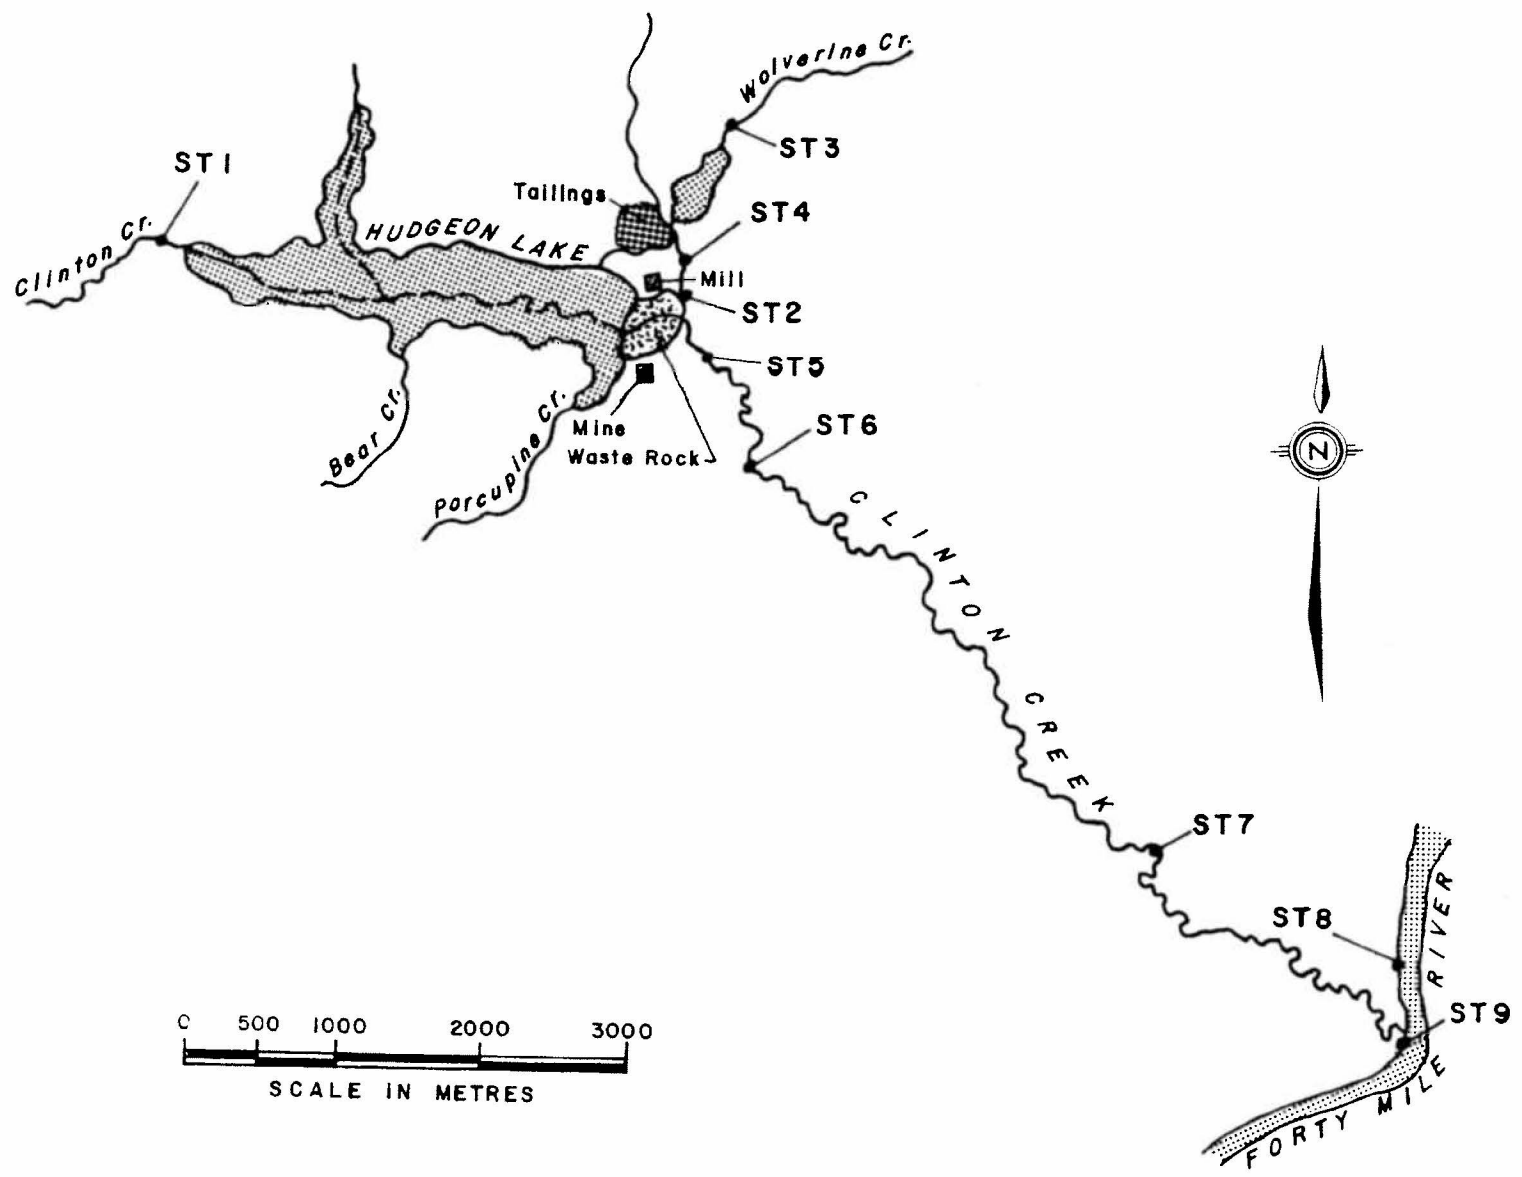 Wolverine Cr.
ST3
ST1
Tailings
ST4
Clinton Cr.
HUDGEON LAKE
Mill
ST2
ST5
Bear Cr.
Porcupine Cr.
Mine
Waste Rock
ST6
N
CLINTON CREEK
ST7
ST8
RIVER
ST9
FORTY MILE
0 500 1000 2000 3000
SCALE IN METRES